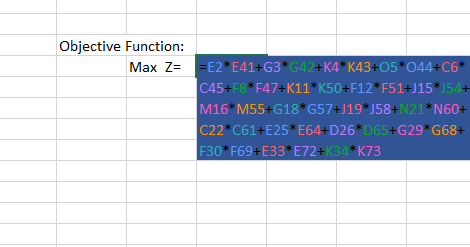 Objective Function:
Max Z= =E2*E41+G3*G42+K4*K43+O5*O44+C6*
C45+F8*F47+K11*K50+F12*F51+J15*J54+
M16*M55+G18*G57+J19*J58+N21*N60+
C22*C61+E25*E64+D26*D65+G29*G68+
F30*F69+E33*E72+K34*K73